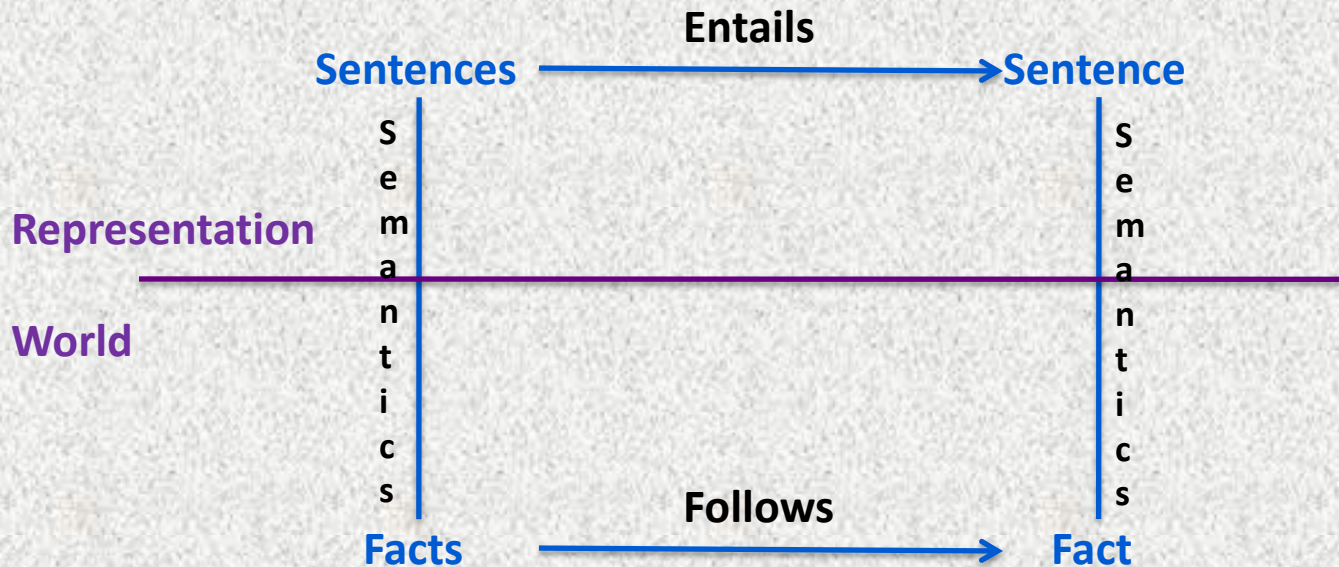 Entails
Sentences Sentence
Semantics Semantics
Representation
World
Follows
Facts Fact